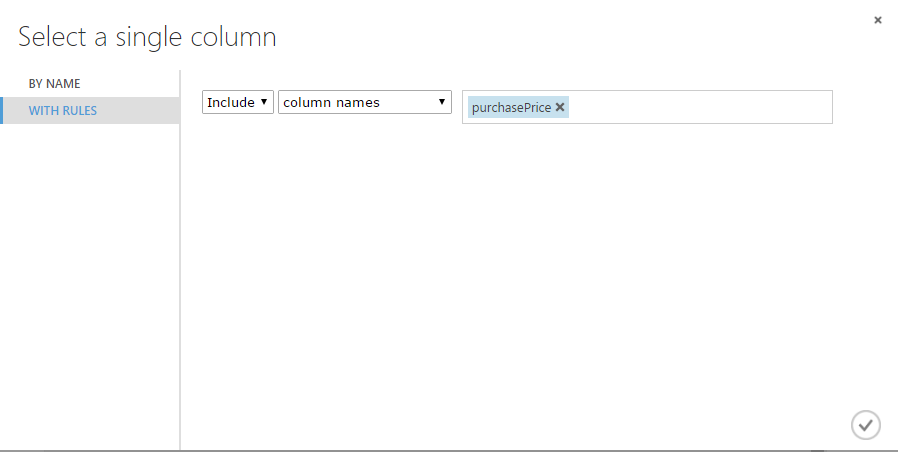 Select a single column
BY NAME
WITH RULES
Include
column names
purchasePrice